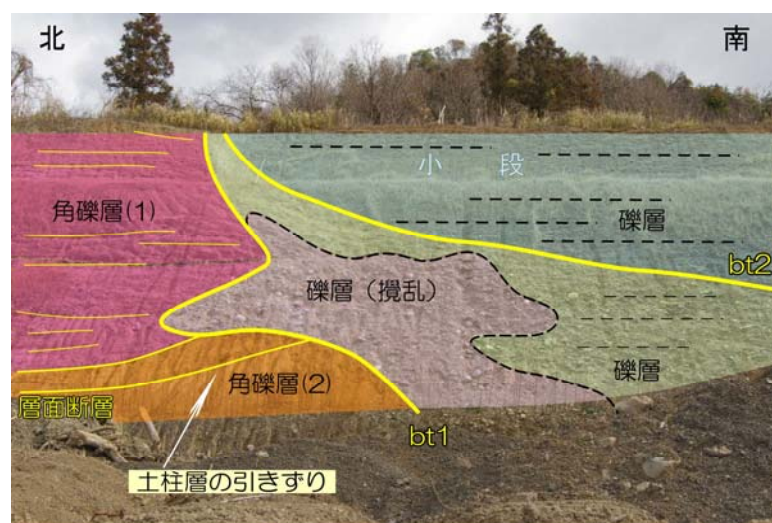 北
南
小段
角礫層(1)
礫層
bt2
礫層（攪乱）
礫層
角礫層(2)
層面断層
bt1
土柱層の引きずり